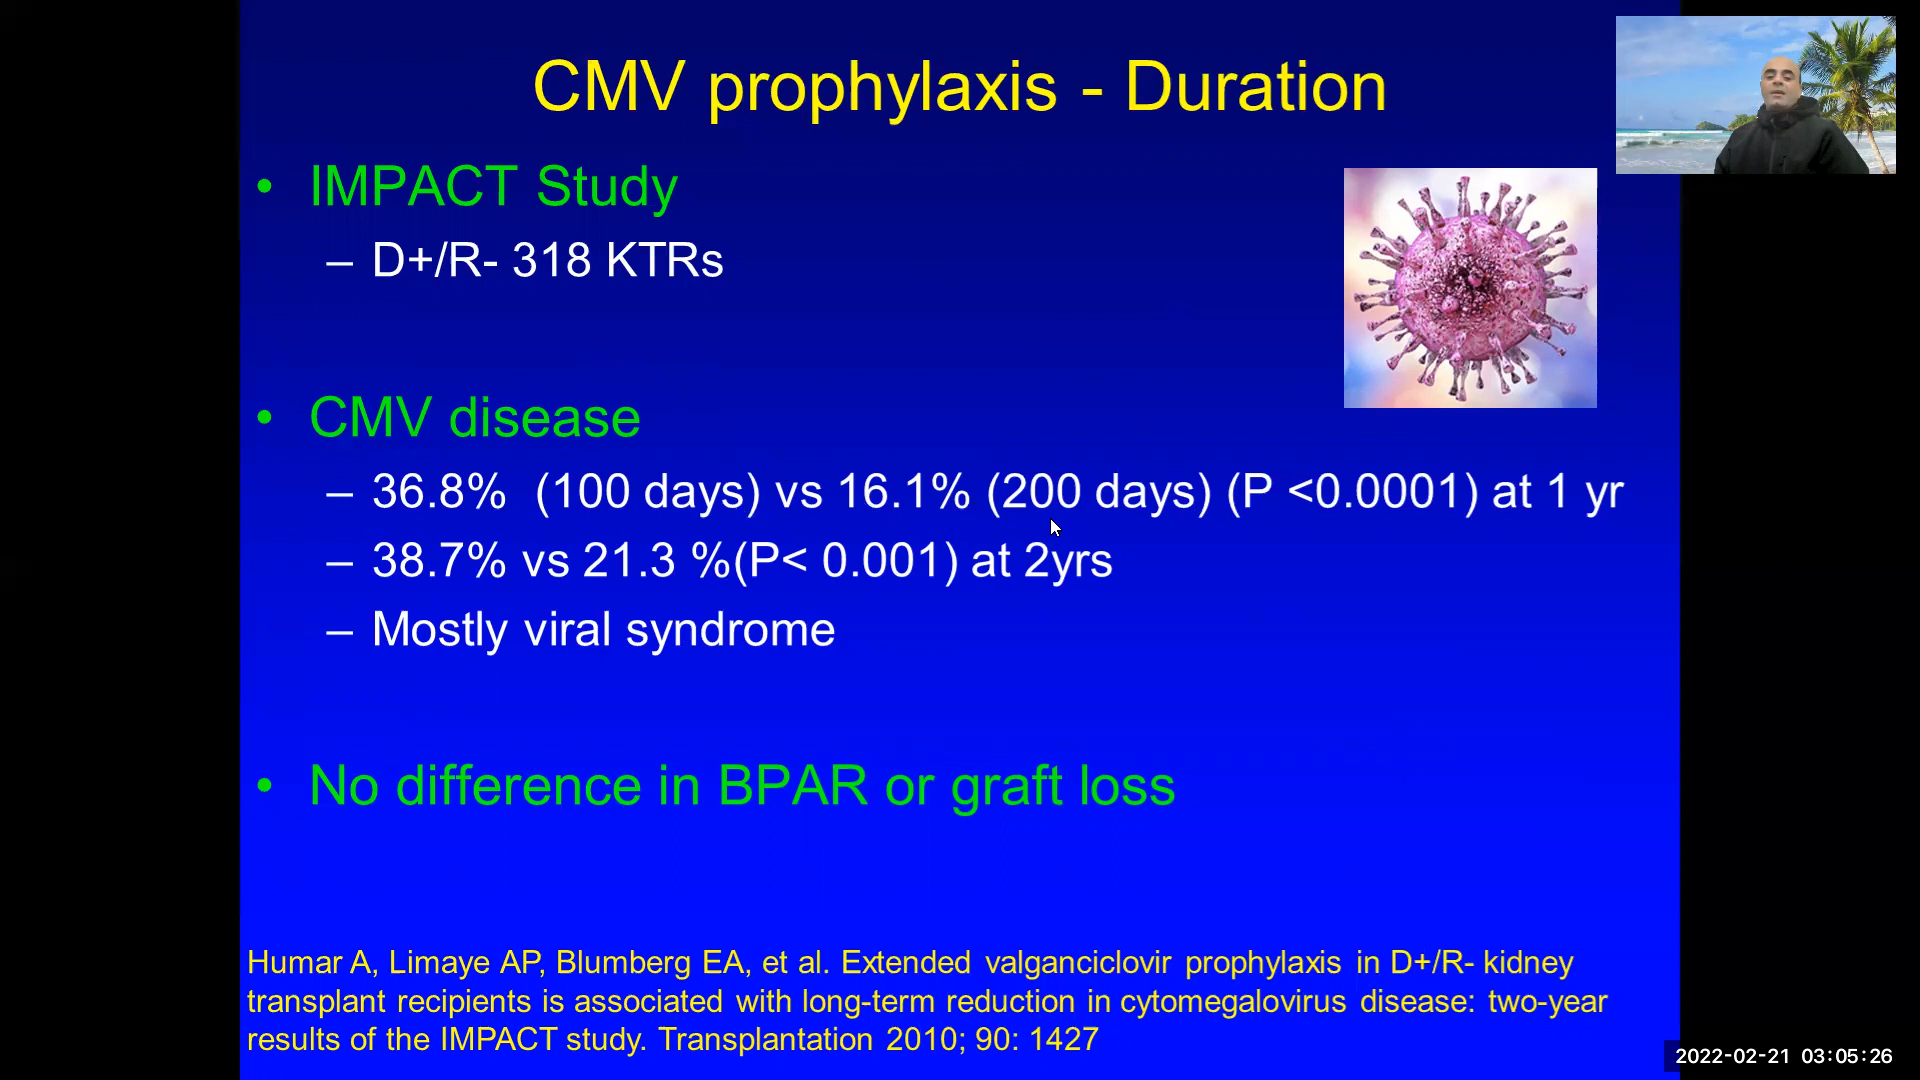 CMV prophylaxis - Duration
• IMPACT Study
– D+/R- 318 KTRs
• CMV disease
– 36.8% (100 days) vs 16.1% (200 days) (P <0.0001) at 1 yr
– 38.7% vs 21.3 %(P< 0.001) at 2yrs
– Mostly viral syndrome
• No difference in BPAR or graft loss
Humar A, Limaye AP, Blumberg EA, et al. Extended valganciclovir prophylaxis in D+/R- kidney
transplant recipients is associated with long-term reduction in cytomegalovirus disease: two-year
results of the IMPACT study. Transplantation 2010; 90: 1427
2022-02-21 03:05:26